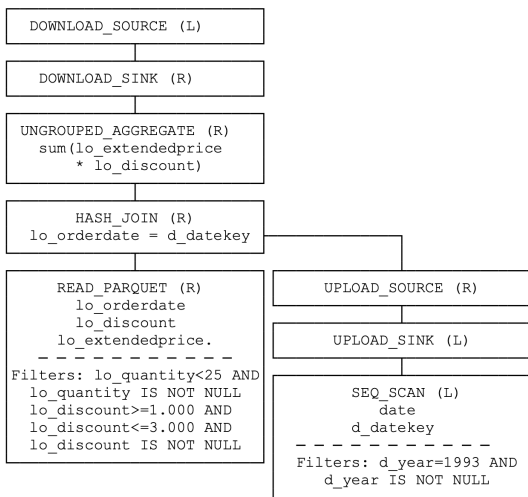 DOWNLOAD_SOURCE (L)
DOWNLOAD_SINK (R)
UNGROUPED_AGGREGATE (R)
sum(lo_extendedprice
* lo_discount)
HASH_JOIN (R)
lo_orderdate = d_datekey
READ_PARQUET (R)
lo_orderdate
lo_discount
lo_extendedprice.
Filters: lo_quantity<25 AND
lo_quantity IS NOT NULL
lo_discount>=1.000 AND
lo_discount<=3.000 AND
lo_discount IS NOT NULL
UPLOAD_SOURCE (R)
UPLOAD_SINK (L)
SEQ_SCAN (L)
date
d_datekey
Filters: d_year=1993 AND
d_year IS NOT NULL